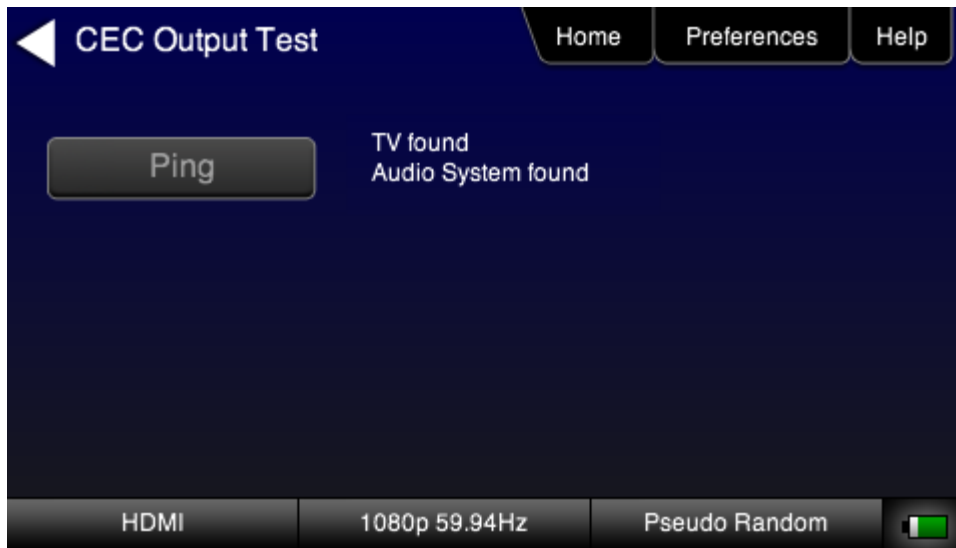 CEC Output Test
Home
Preferences
Help
Ping
TV found
Audio System found
HDMI
1080p 59.94Hz
Pseudo Random